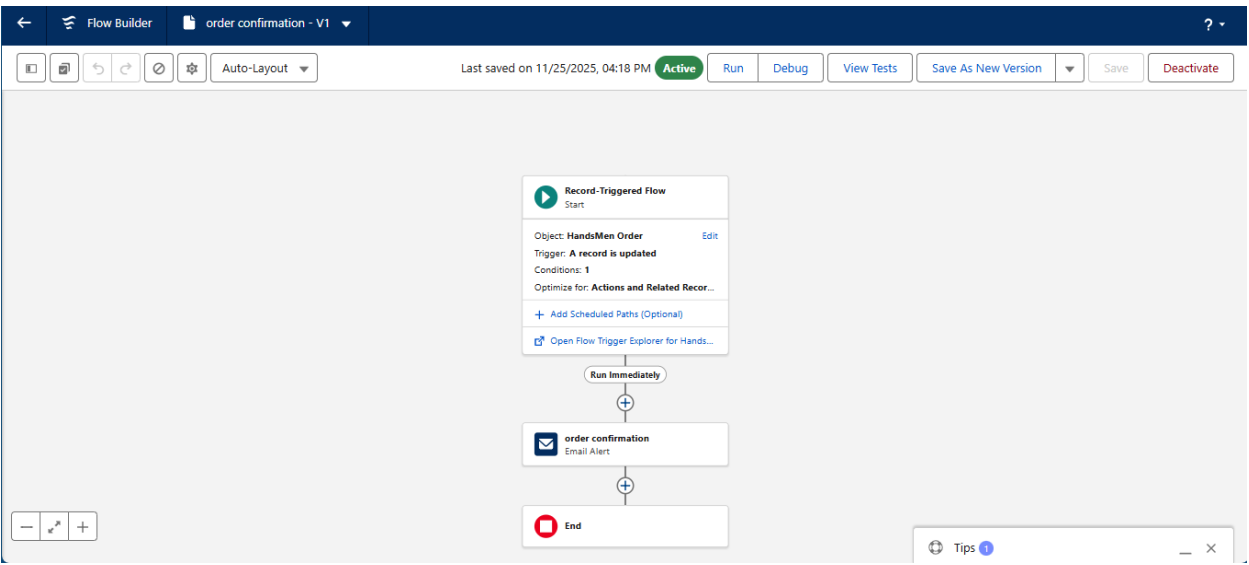 Flow Builder order confirmation - V1 ?
Auto-Layout Last saved on 11/25/2025, 04:18 PM Active Run Debug View Tests Save As New Version Save Deactivate
Record-Triggered Flow
Start
Object: HandsMen Order Edit
Trigger: A record is updated
Conditions: 1
Optimize for: Actions and Related Recor...
+ Add Scheduled Paths (Optional)
Open Flow Trigger Explorer for Hands...
Run Immediately
order confirmation
Email Alert
End
Tips 1